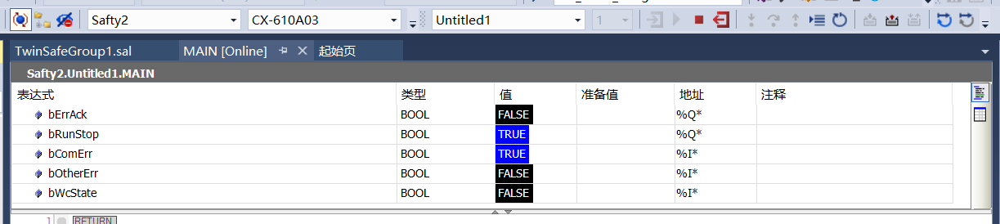 Safty2 CX-610A03 Untitled1 1
TwinSafeGroup1.sal MAIN [Online] 起始页
Safty2.Untitled1.MAIN
表达式 类型 值 准备值 地址 注释
bErrAck BOOL FALSE %Q*
bRunStop BOOL TRUE %Q*
bComErr BOOL TRUE %I*
bOtherErr BOOL FALSE %I*
bWcState BOOL FALSE %I*
1 RETURN